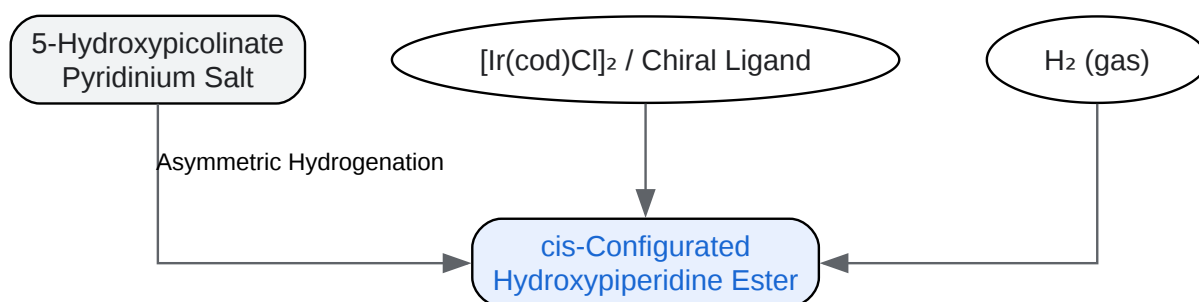 5-Hydroxypicolinate
Pyridinium Salt
[Ir(cod)Cl]₂ / Chiral Ligand
H₂ (gas)
Asymmetric Hydrogenation
cis-Configurated
Hydroxypiperidine Ester